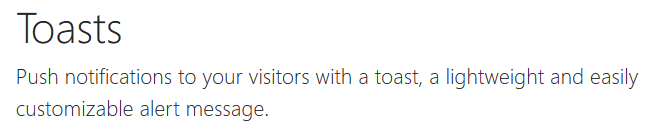 Toasts
Push notifications to your visitors with a toast, a lightweight and easily
customizable alert message.